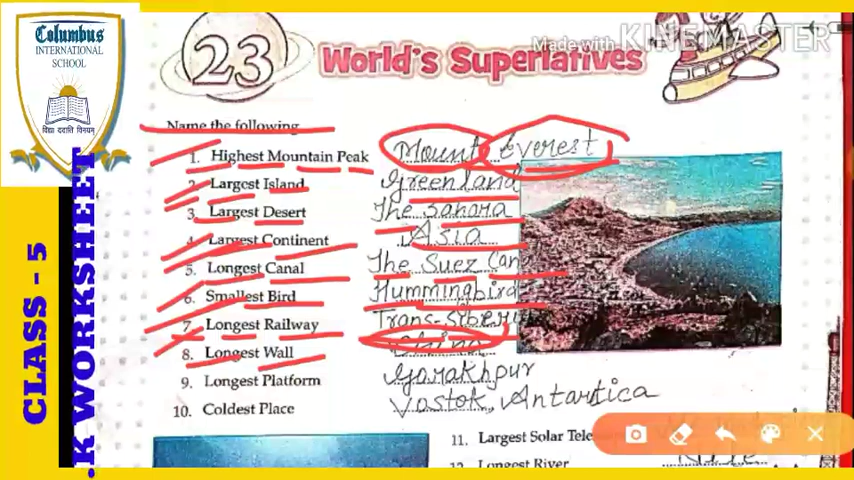 Columbus
INTERNATIONAL
SCHOOL
विद्या ददाति विनयम्
CLASS - 5
.K WORKSHEET
Made with KINEMASTER
23
World's Superlatives
Name the following
1. Highest Mountain Peak Mount Everest
2. Largest Island Greenland
3. Largest Desert The Sahara
4. Largest Continent Asia
5. Longest Canal The Suez Can
6. Smallest Bird Hummingbird
7. Longest Railway Trans-siberi
8. Longest Wall China
9. Longest Platform Gorakhpur
10. Coldest Place Vostok, Antartica
11. Largest Solar Tele
12. Longest River Nile